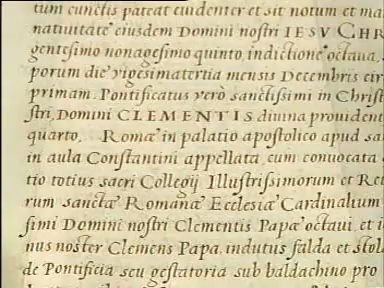 tum cunctis pateat euidenter et sit notum et ma
natiuitate eiusdem Domini nostri IESV CHR
gentesimo nonagesimo quinto, indictione octaua,
porum die vigesimatertia mensis Decembris cir
primam. Pontificatus vero sanctissimi in Christ
stri, Domini CLEMENTIS diuina prouident
quarto, Romæ in palatio apostolico apud sa
in aula Constantini appellata, cum conuocata
tio totius sacri Collegij Illustrissimorum et Re
rum sanctæ Romanæ Ecclesiæ Cardinalium
simi Domini nostri Clementis Papæ octaui, et i
nus noster Clemens Papa, indutus falda et stol
de Pontificia seu gestatoria sub baldachino pro